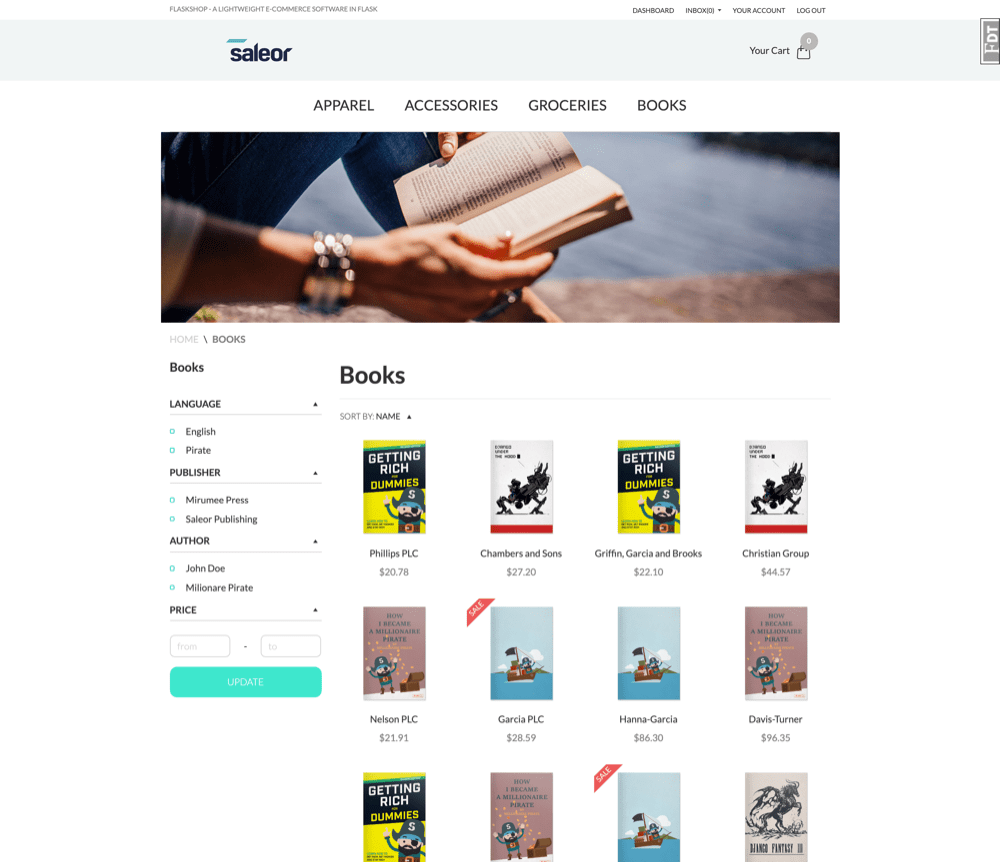 FLASKSHOP - A LIGHTWEIGHT E-COMMERCE SOFTWARE IN FLASK
DASHBOARD INBOX(0) YOUR ACCOUNT LOG OUT
saleor
Your Cart 0
FDT
APPAREL ACCESSORIES GROCERIES BOOKS
HOME \ BOOKS
Books
LANGUAGE
English
Pirate
PUBLISHER
Mirumee Press
Saleor Publishing
AUTHOR
John Doe
Milionare Pirate
PRICE
from - to
UPDATE
Books
SORT BY: NAME
GETTING
RICH
FOR
DUMMIES
DJANGO
UNDER
THE HOOD
GETTING
RICH
FOR
DUMMIES
DJANGO
UNDER
THE HOOD
Phillips PLC Chambers and Sons Griffin, Garcia and Brooks Christian Group
$20.78 $27.20 $22.10 $44.57
HOW
I BECAME
A MILLIONAIRE
PIRATE
SALE
HOW
I BECAME
A MILLIONAIRE
PIRATE
Nelson PLC Garcia PLC Hanna-Garcia Davis-Turner
$21.91 $28.59 $86.30 $96.35
GETTING
RICH
FOR
DUMMIES
HOW
I BECAME
A MILLIONAIRE
PIRATE
SALE
DJANGO FANTASY